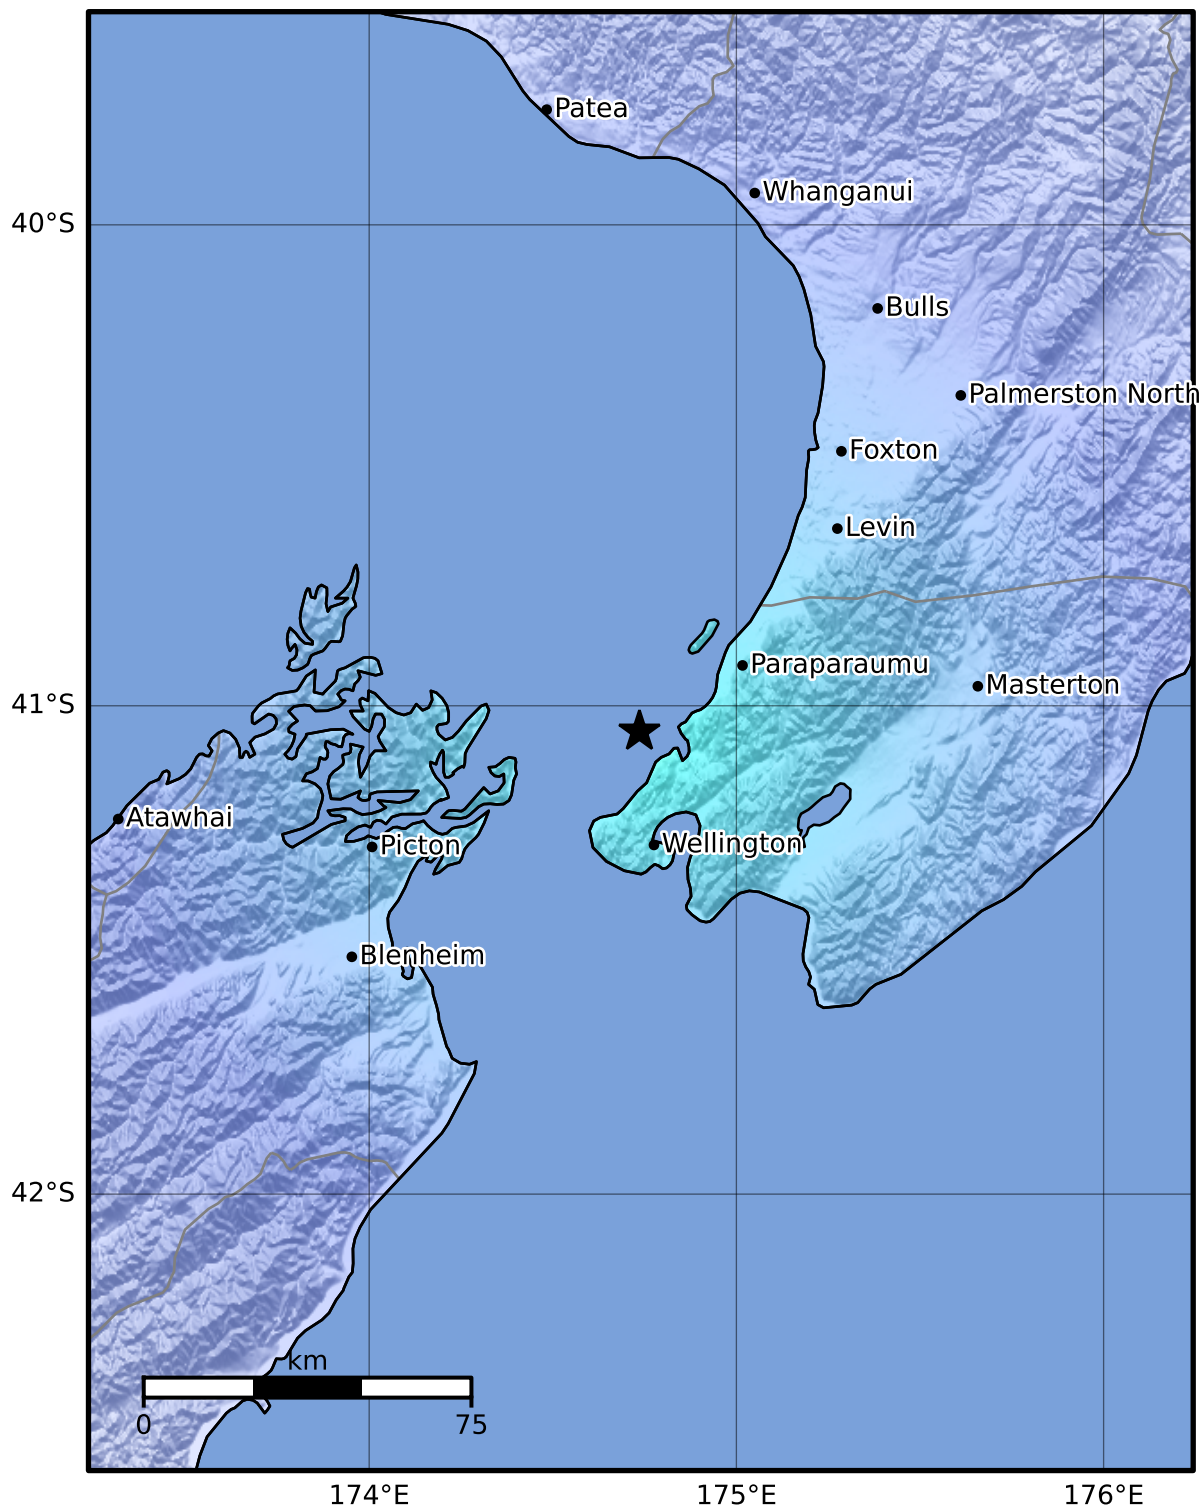 Patea
Whanganui
40°S
Bulls
Palmerston North
Foxton
Levin
Paraparaumu
Masterton
41°S
Atawhai
Picton
Wellington
Blenheim
42°S
km
0 75
174°E 175°E 176°E